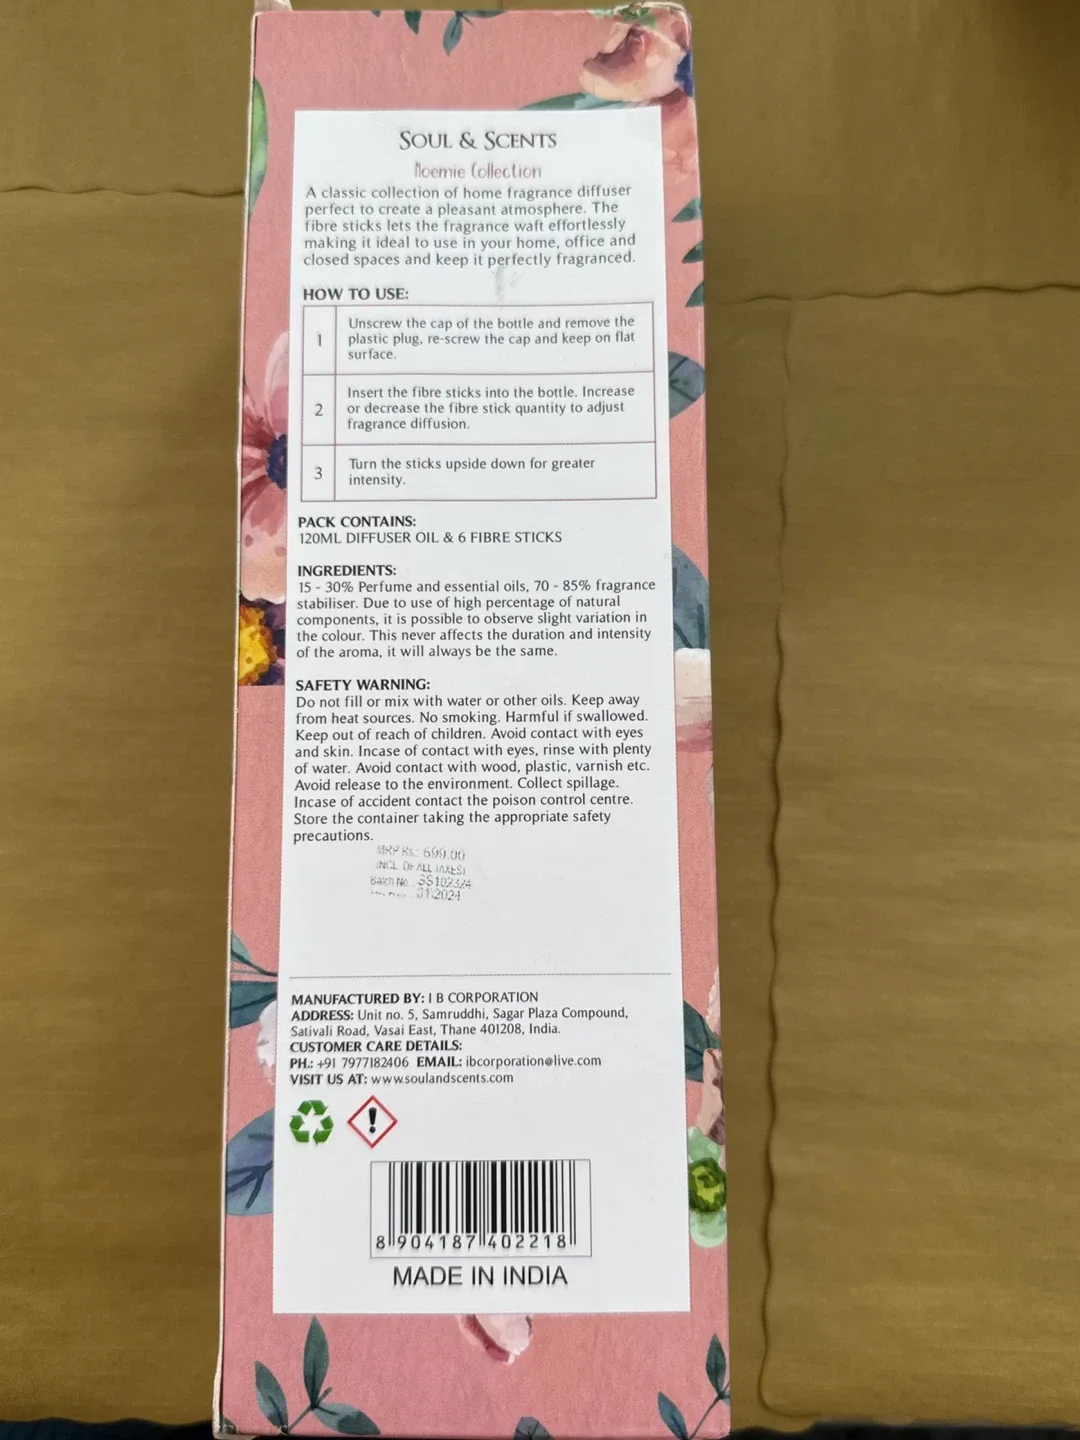 SOUL & SCENTS
Noemie Collection
A classic collection of home fragrance diffuser
perfect to create a pleasant atmosphere. The
fibre sticks lets the fragrance waft effortlessly
making it ideal to use in your home, office and
closed spaces and keep it perfectly fragranced.
HOW TO USE:
1
Unscrew the cap of the bottle and remove the
plastic plug, re-screw the cap and keep on flat
surface.
2
Insert the fibre sticks into the bottle. Increase
or decrease the fibre stick quantity to adjust
fragrance diffusion.
3
Turn the sticks upside down for greater
intensity.
PACK CONTAINS:
120ML DIFFUSER OIL & 6 FIBRE STICKS
INGREDIENTS:
15 - 30% Perfume and essential oils, 70 - 85% fragrance
stabiliser. Due to use of high percentage of natural
components, it is possible to observe slight variation in
the colour. This never affects the duration and intensity
of the aroma, it will always be the same.
SAFETY WARNING:
Do not fill or mix with water or other oils. Keep away
from heat sources. No smoking. Harmful if swallowed.
Keep out of reach of children. Avoid contact with eyes
and skin. Incase of contact with eyes, rinse with plenty
of water. Avoid contact with wood, plastic, varnish etc.
Avoid release to the environment. Collect spillage.
Incase of accident contact the poison control centre.
Store the container taking the appropriate safety
precautions.
MRP Rs.: 699.00
INCL OF ALL TAXES)
Batch No. SS102324
01/2024
MANUFACTURED BY: I B CORPORATION
ADDRESS: Unit no. 5, Samruddhi, Sagar Plaza Compound,
Sativali Road, Vasai East, Thane 401208, India.
CUSTOMER CARE DETAILS:
PH.: +91 7977182406 EMAIL: ibcorporation@live.com
VISIT US AT: www.soulandscents.com
8 904187 402218
MADE IN INDIA